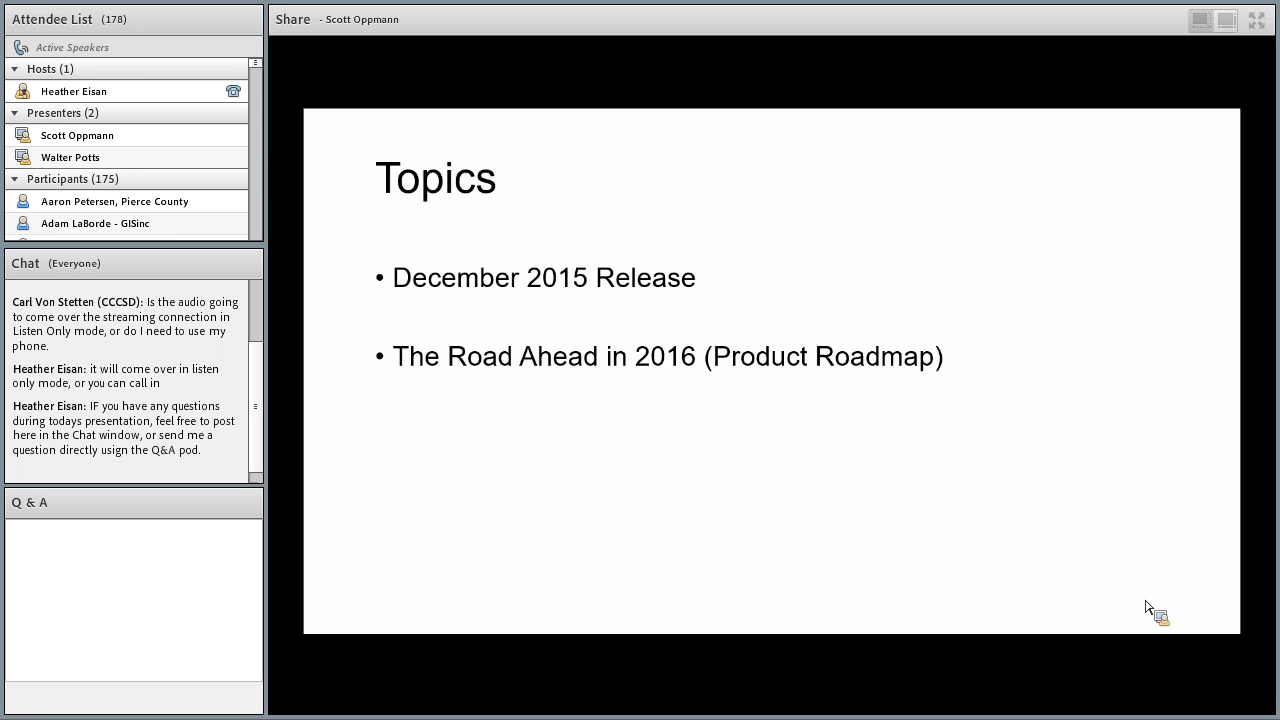 Attendee List (178)
Active Speakers
Hosts (1)
Heather Eisan
Presenters (2)
Scott Oppmann
Walter Potts
Participants (175)
Aaron Petersen, Pierce County
Adam LaBorde - GISinc
Chat (Everyone)
Carl Von Stetten (CCCSD): Is the audio going
to come over the streaming connection in
Listen Only mode, or do I need to use my
phone.
Heather Eisan: it will come over in listen
only mode, or you can call in
Heather Eisan: IF you have any questions
during todays presentation, feel free to post
here in the Chat window, or send me a
question directly usign the Q&A pod.
Q & A
Share - Scott Oppmann
Topics
• December 2015 Release
• The Road Ahead in 2016 (Product Roadmap)